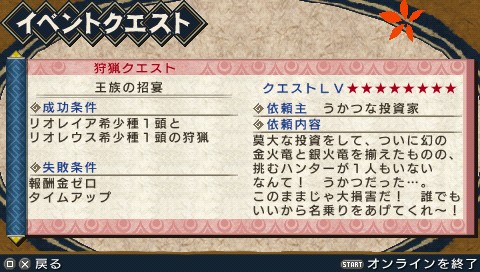 イベントクエスト
狩猟クエスト
王族の招宴
成功条件
リオレイア希少種１頭と
リオレウス希少種１頭の狩猟
失敗条件
報酬金ゼロ
タイムアップ
クエストＬＶ★★★★★★★★
依頼主　うかつな投資家
依頼内容
莫大な投資をして、ついに幻の
金火竜と銀火竜を揃えたものの、
挑むハンターが１人もいない
なんて！　うかつだった…。
このままじゃ大損害だ！　誰でも
いいから名乗りをあげてくれ～！
戻る
START オンラインを終了